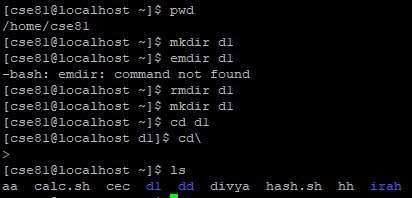 [cse81@localhost ~]$ pwd
/home/cse81
[cse81@localhost ~]$ mkdir d1
[cse81@localhost ~]$ emdir d1
-bash: emdir: command not found
[cse81@localhost ~]$ rmdir d1
[cse81@localhost ~]$ mkdir d1
[cse81@localhost ~]$ cd d1
[cse81@localhost d1]$ cd\
>
[cse81@localhost ~]$ ls
aa calc.sh cec d1 dd divya hash.sh hh irah